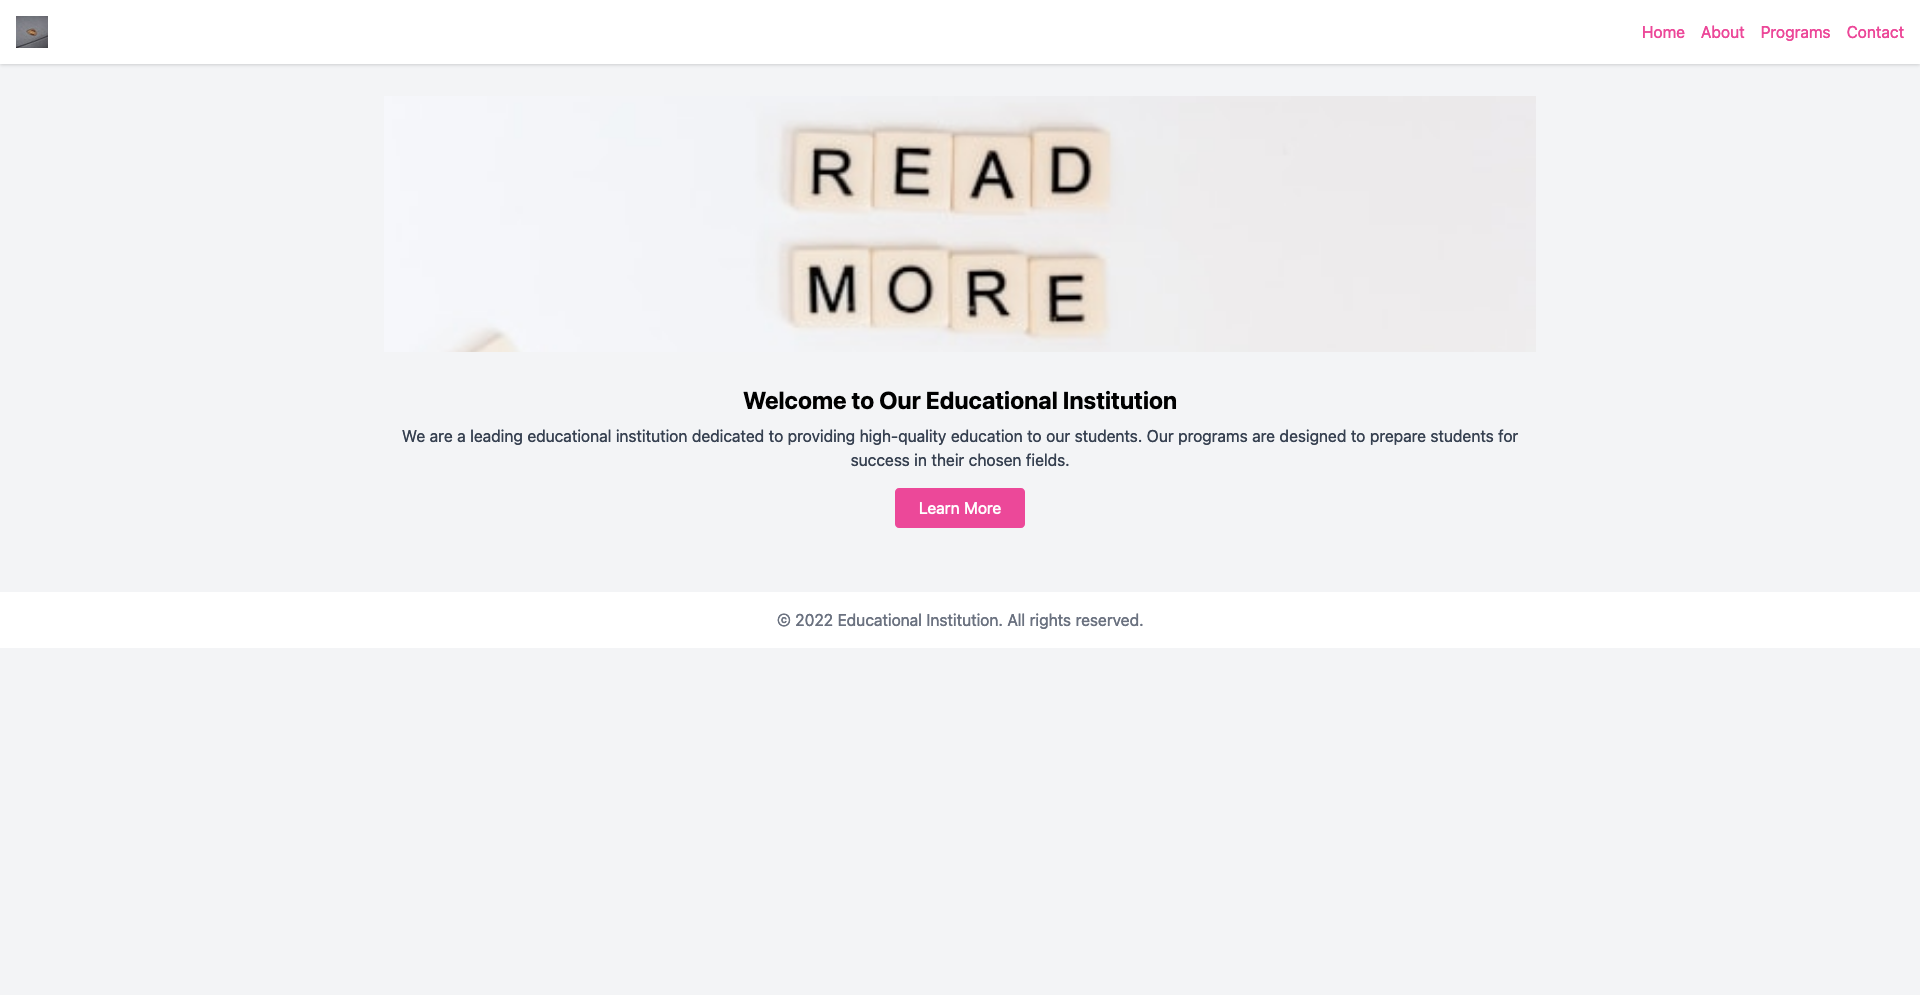 Home About Programs Contact
READ
MORE
Welcome to Our Educational Institution
We are a leading educational institution dedicated to providing high-quality education to our students. Our programs are designed to prepare students for
success in their chosen fields.
Learn More
© 2022 Educational Institution. All rights reserved.